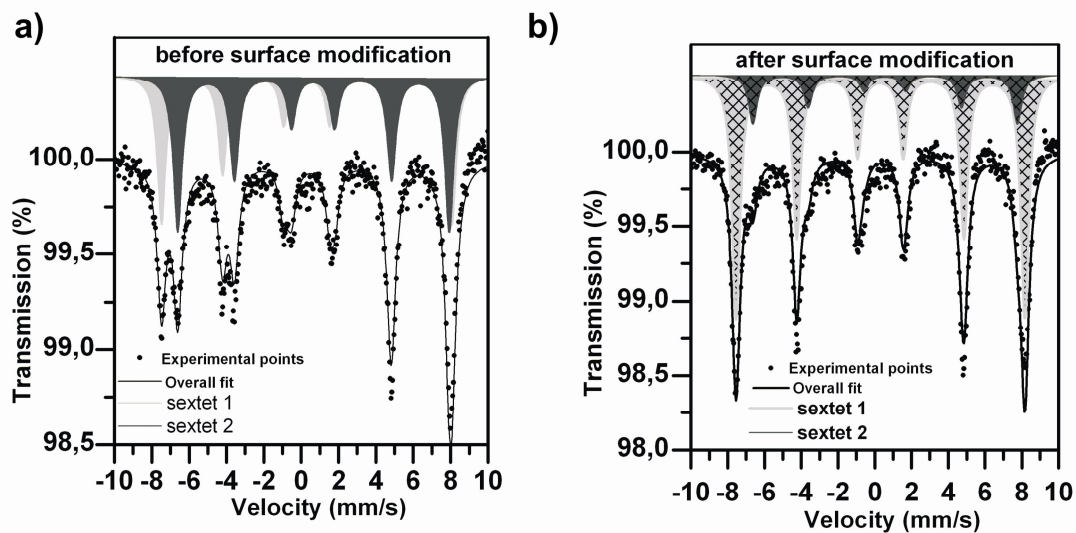 a)
before surface modification
100,0
99,5
99,0
98,5
Transmission (%)
Experimental points
Overall fit
sextet 1
sextet 2
-10 -8 -6 -4 -2 0 2 4 6 8 10
Velocity (mm/s)
b)
after surface modification
100,0
99,5
99,0
98,5
98,0
Transmission (%)
Experimental points
Overall fit
sextet 1
sextet 2
-10 -8 -6 -4 -2 0 2 4 6 8 10
Velocity (mm/s)